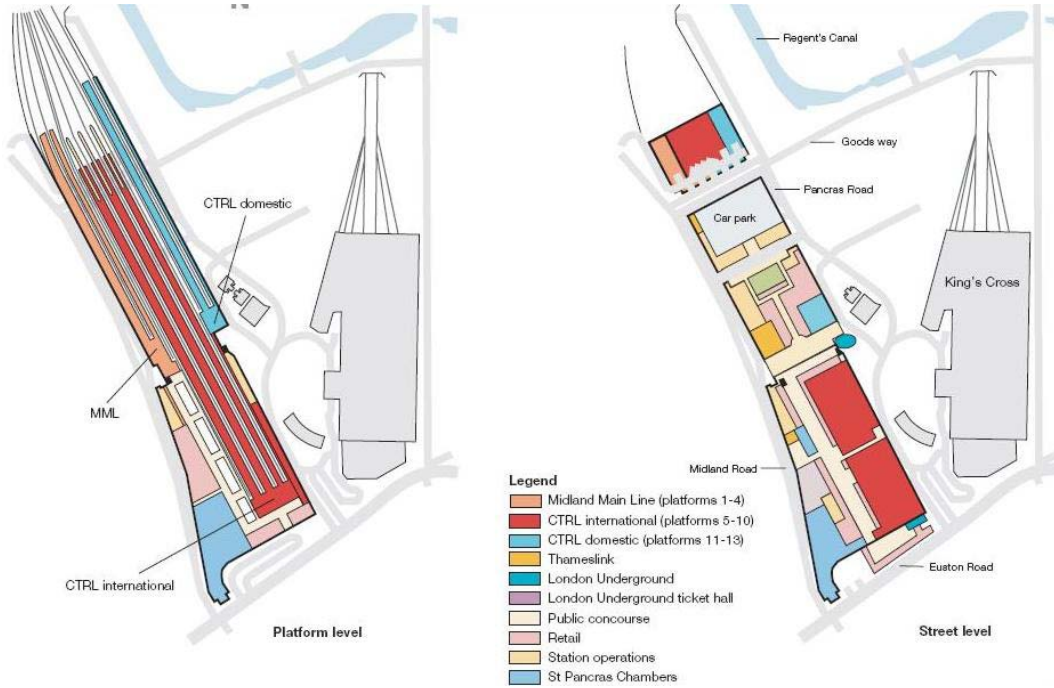 CTRL domestic
MML
CTRL international
Platform level
Regent's Canal
Goods way
Pancras Road
Car park
King's Cross
Midland Road
Euston Road
Street level
Legend
Midland Main Line (platforms 1-4)
CTRL international (platforms 5-10)
CTRL domestic (platforms 11-13)
Thameslink
London Underground
London Underground ticket hall
Public concourse
Retail
Station operations
St Pancras Chambers